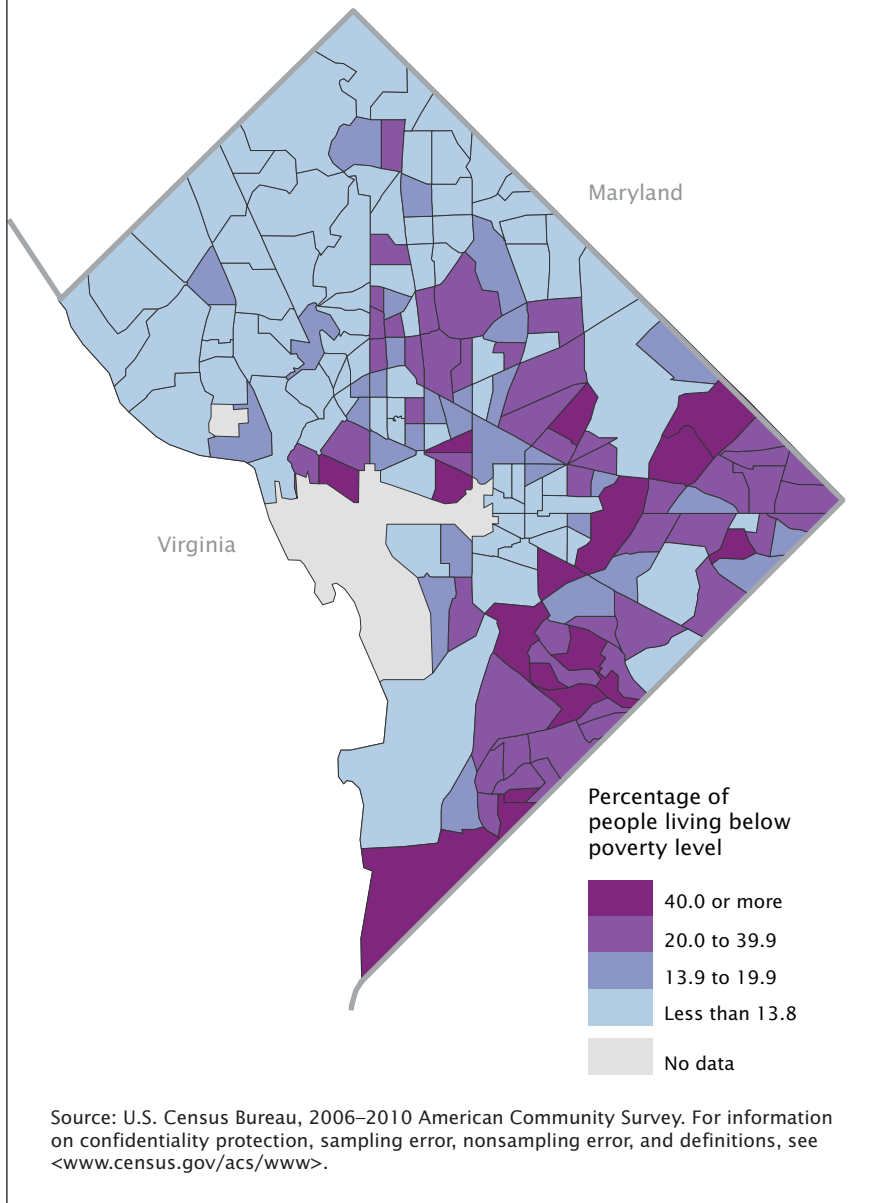 Maryland
Virginia
Percentage of
people living below
poverty level
40.0 or more
20.0 to 39.9
13.9 to 19.9
Less than 13.8
No data
Source: U.S. Census Bureau, 2006–2010 American Community Survey. For information
on confidentiality protection, sampling error, nonsampling error, and definitions, see
<www.census.gov/acs/www>.